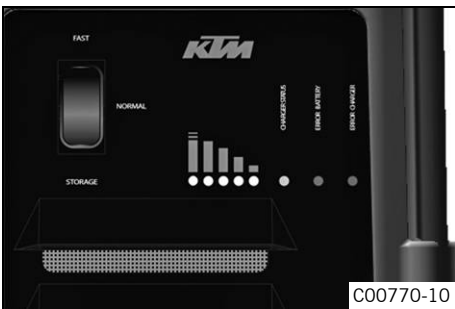 FAST
KTM
NORMAL
STORAGE
CHARGER STATUS
ERROR BATTERY
ERROR CHARGER
C00770-10